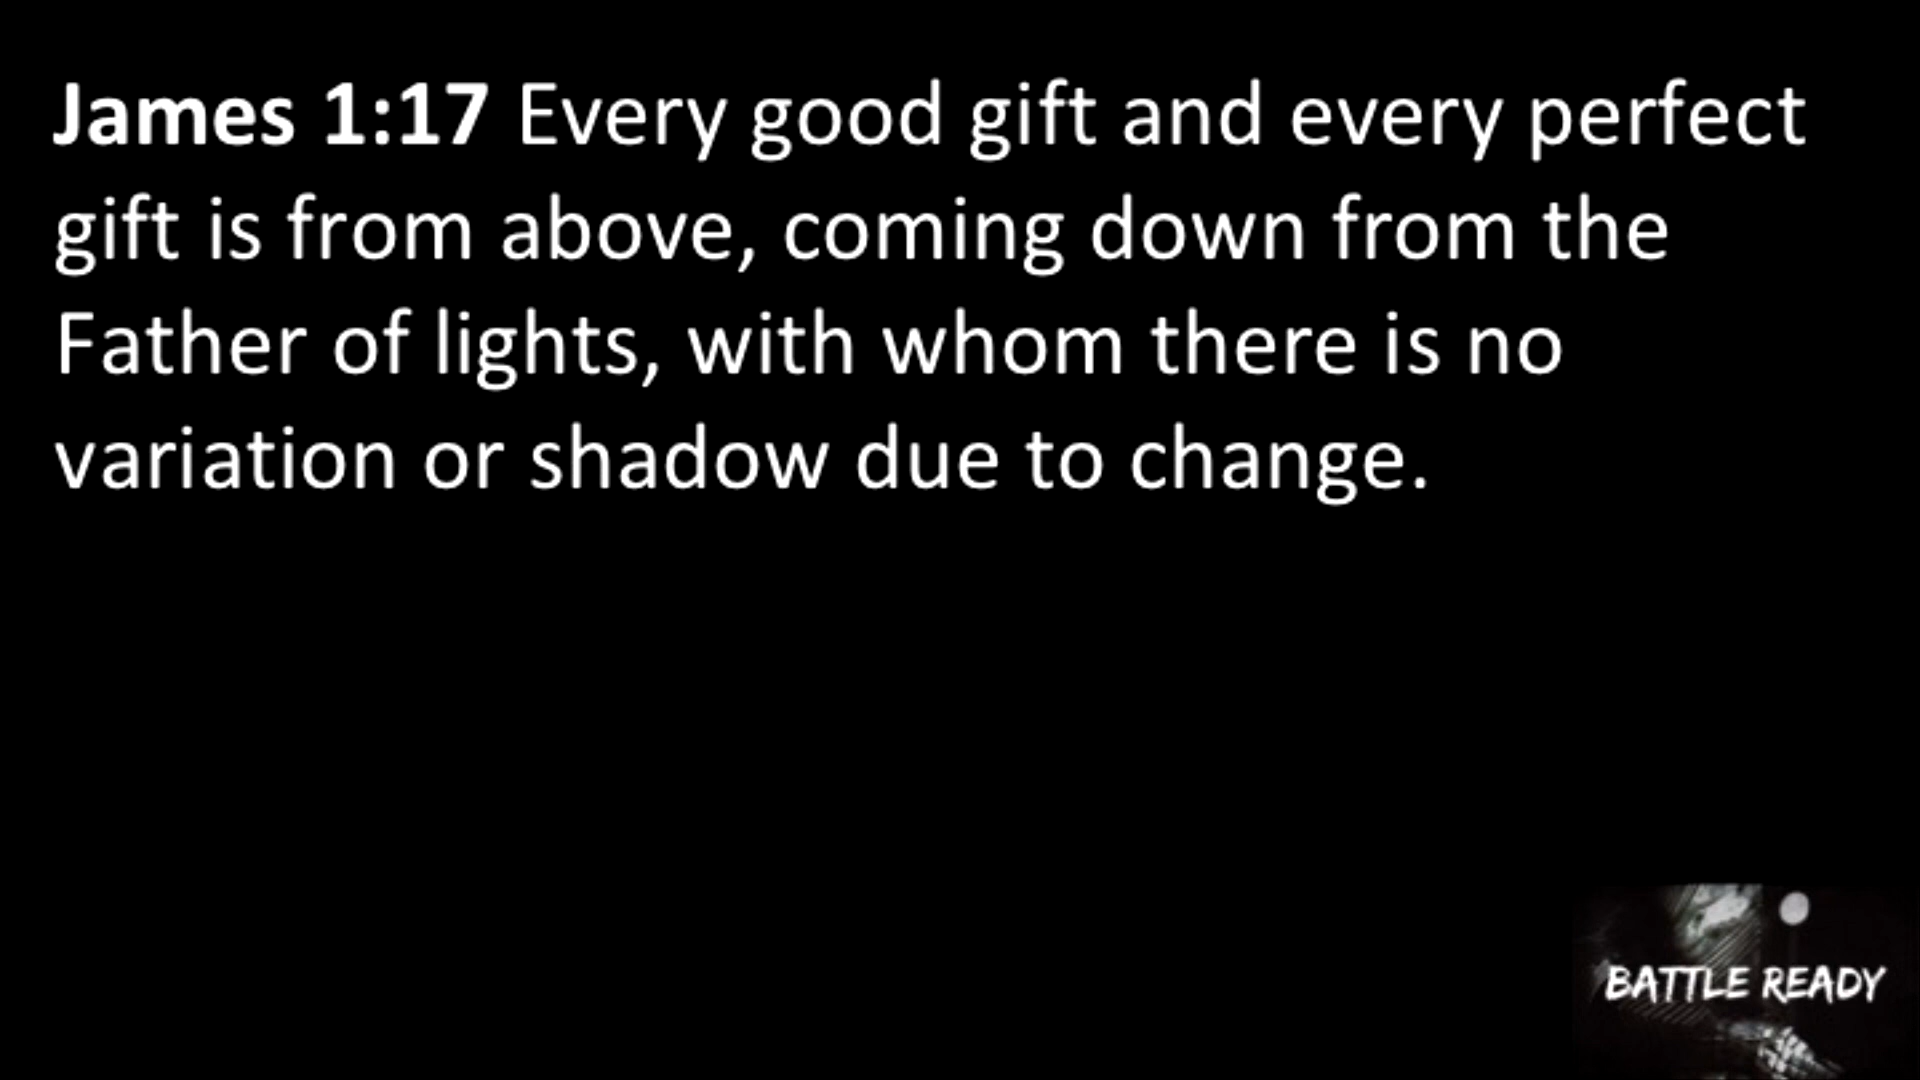 James 1:17 Every good gift and every perfect
gift is from above, coming down from the
Father of lights, with whom there is no
variation or shadow due to change.
BATTLE READY